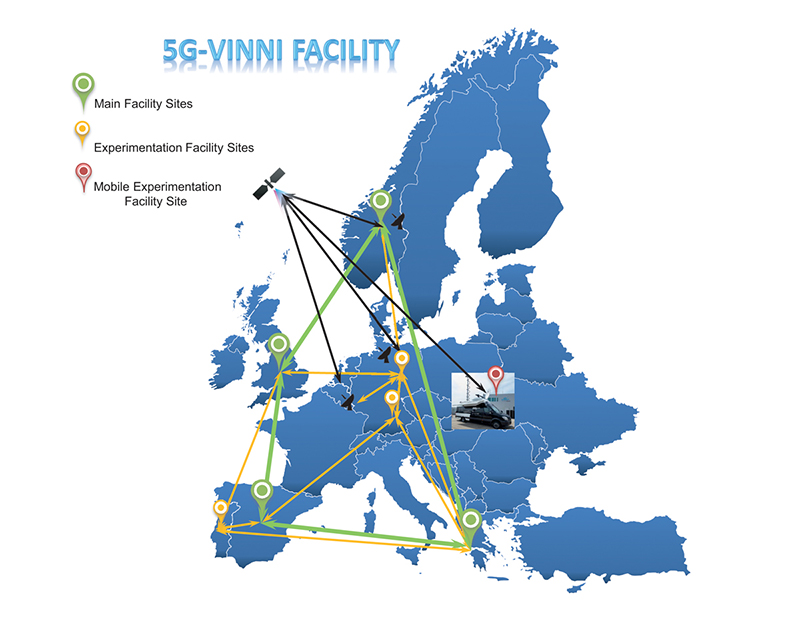 5G-VINNI FACILITY
Main Facility Sites
Experimentation Facility Sites
Mobile Experimentation
Facility Site